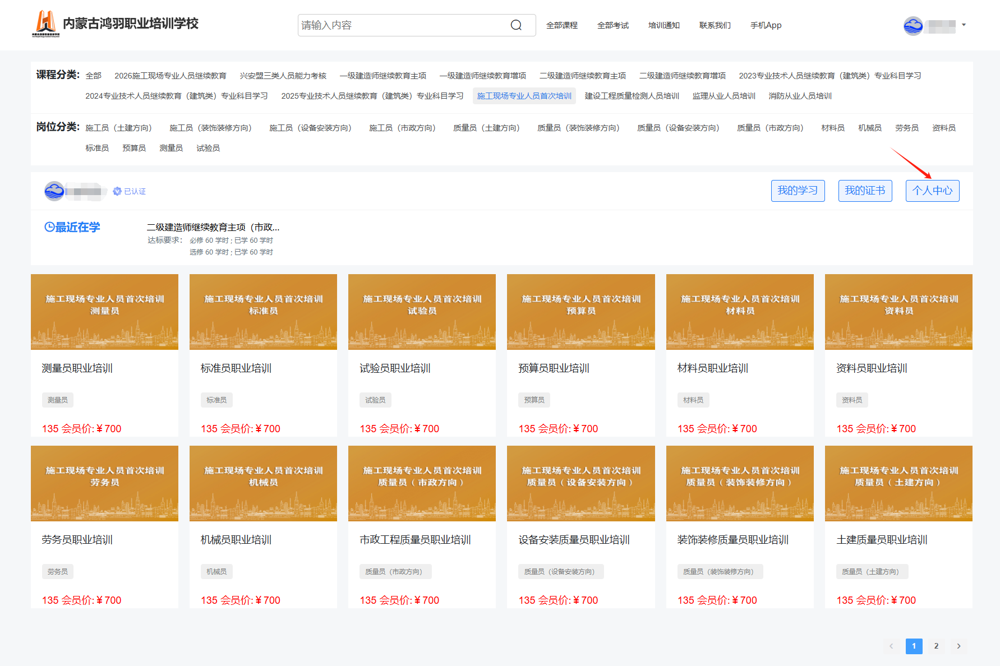 内蒙古鸿羽职业培训学校
请输入内容
全部课程 全部考试 培训通知 联系我们 手机App
课程分类: 全部 2026施工现场专业人员继续教育 兴安盟三类人员能力考核 一级建造师继续教育主项 一级建造师继续教育增项 二级建造师继续教育主项 二级建造师继续教育增项 2023专业技术人员继续教育（建筑类）专业科目学习
2024专业技术人员继续教育（建筑类）专业科目学习 2025专业技术人员继续教育（建筑类）专业科目学习 施工现场专业人员首次培训 建设工程质量检测人员培训 监理从业人员培训 消防从业人员培训
岗位分类: 施工员（土建方向） 施工员（装饰装修方向） 施工员（设备安装方向） 施工员（市政方向） 质量员（土建方向） 质量员（装饰装修方向） 质量员（设备安装方向） 质量员（市政方向） 材料员 机械员 劳务员 资料员
标准员 预算员 测量员 试验员
已认证 我的学习 我的证书 个人中心
最近在学 二级建造师继续教育主项（市政...
达标要求： 必修 60 学时 ; 已学 60 学时
选修 60 学时 ; 已学 60 学时
施工现场专业人员首次培训 施工现场专业人员首次培训 施工现场专业人员首次培训 施工现场专业人员首次培训 施工现场专业人员首次培训 施工现场专业人员首次培训
测量员 标准员 试验员 预算员 材料员 资料员
测量员职业培训 标准员职业培训 试验员职业培训 预算员职业培训 材料员职业培训 资料员职业培训
测量员 标准员 试验员 预算员 材料员 资料员
135 会员价: ¥ 700 135 会员价: ¥ 700 135 会员价: ¥ 700 135 会员价: ¥ 700 135 会员价: ¥ 700 135 会员价: ¥ 700
施工现场专业人员首次培训 施工现场专业人员首次培训 施工现场专业人员首次培训 施工现场专业人员首次培训 施工现场专业人员首次培训 施工现场专业人员首次培训
劳务员 机械员 质量员（市政方向） 质量员（设备安装方向） 质量员（装饰装修方向） 质量员（土建方向）
劳务员职业培训 机械员职业培训 市政工程质量员职业培训 设备安装质量员职业培训 装饰装修质量员职业培训 土建质量员职业培训
劳务员 机械员 质量员（市政方向） 质量员（设备安装方向） 质量员（装饰装修方向） 质量员（土建方向）
135 会员价: ¥ 700 135 会员价: ¥ 700 135 会员价: ¥ 700 135 会员价: ¥ 700 135 会员价: ¥ 700 135 会员价: ¥ 700
1 2